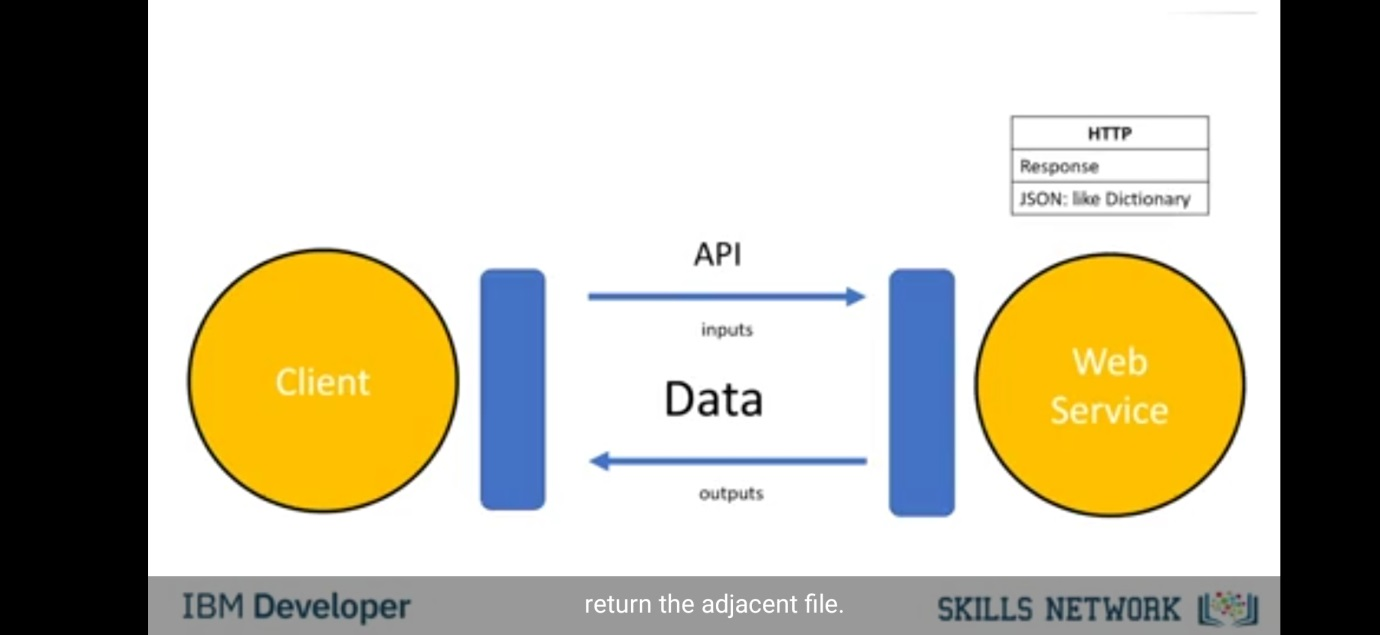 HTTP
Response
JSON: like Dictionary
API
inputs
Client
Data
Web
Service
outputs
IBM Developer
return the adjacent file.
SKILLS NETWORK